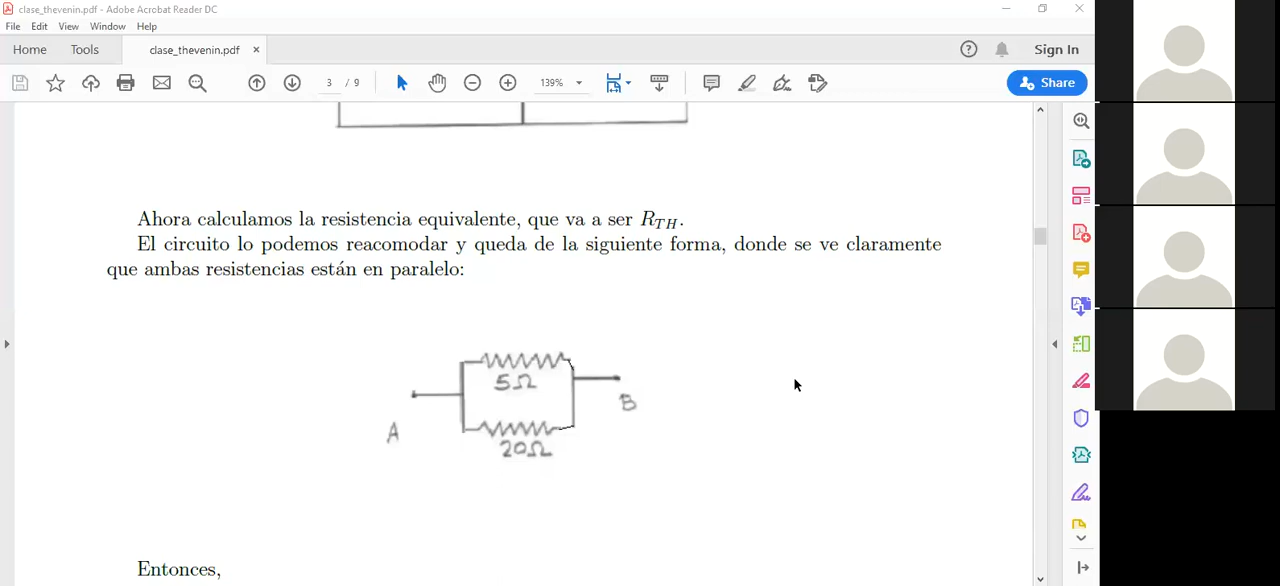 clase_thevenin.pdf - Adobe Acrobat Reader DC
File Edit View Window Help
Home Tools clase_thevenin.pdf × Sign In
3 / 9 139% Share
Ahora calculamos la resistencia equivalente, que va a ser R_TH.
El circuito lo podemos reacomodar y queda de la siguiente forma, donde se ve claramente
que ambas resistencias están en paralelo:
5Ω
A B
20Ω
Entonces,